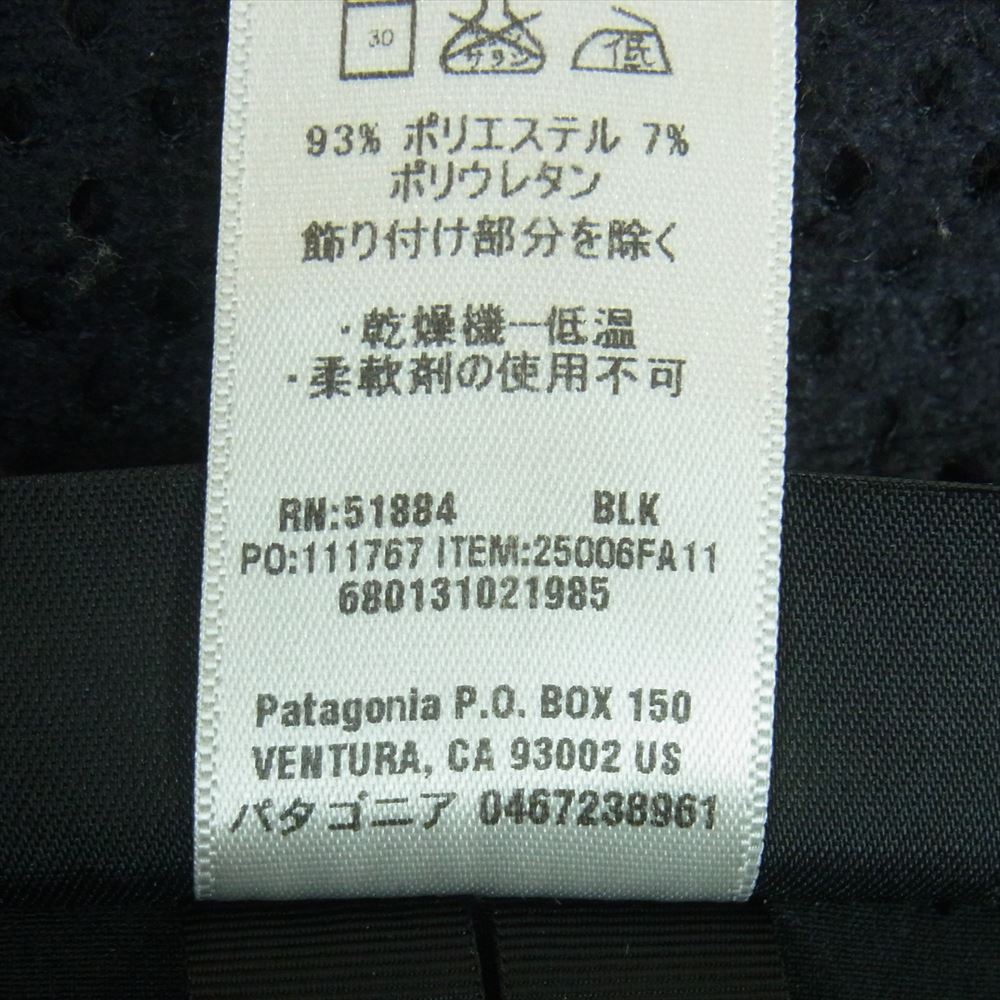 30 サラシ 低
93% ポリエステル 7%
ポリウレタン
飾り付け部分を除く
・乾燥機一低温
・柔軟剤の使用不可
RN:51884 BLK
PO:111767 ITEM:25006FA11
680131021985
Patagonia P.O. BOX 150
VENTURA, CA 93002 US
パタゴニア 0467238961